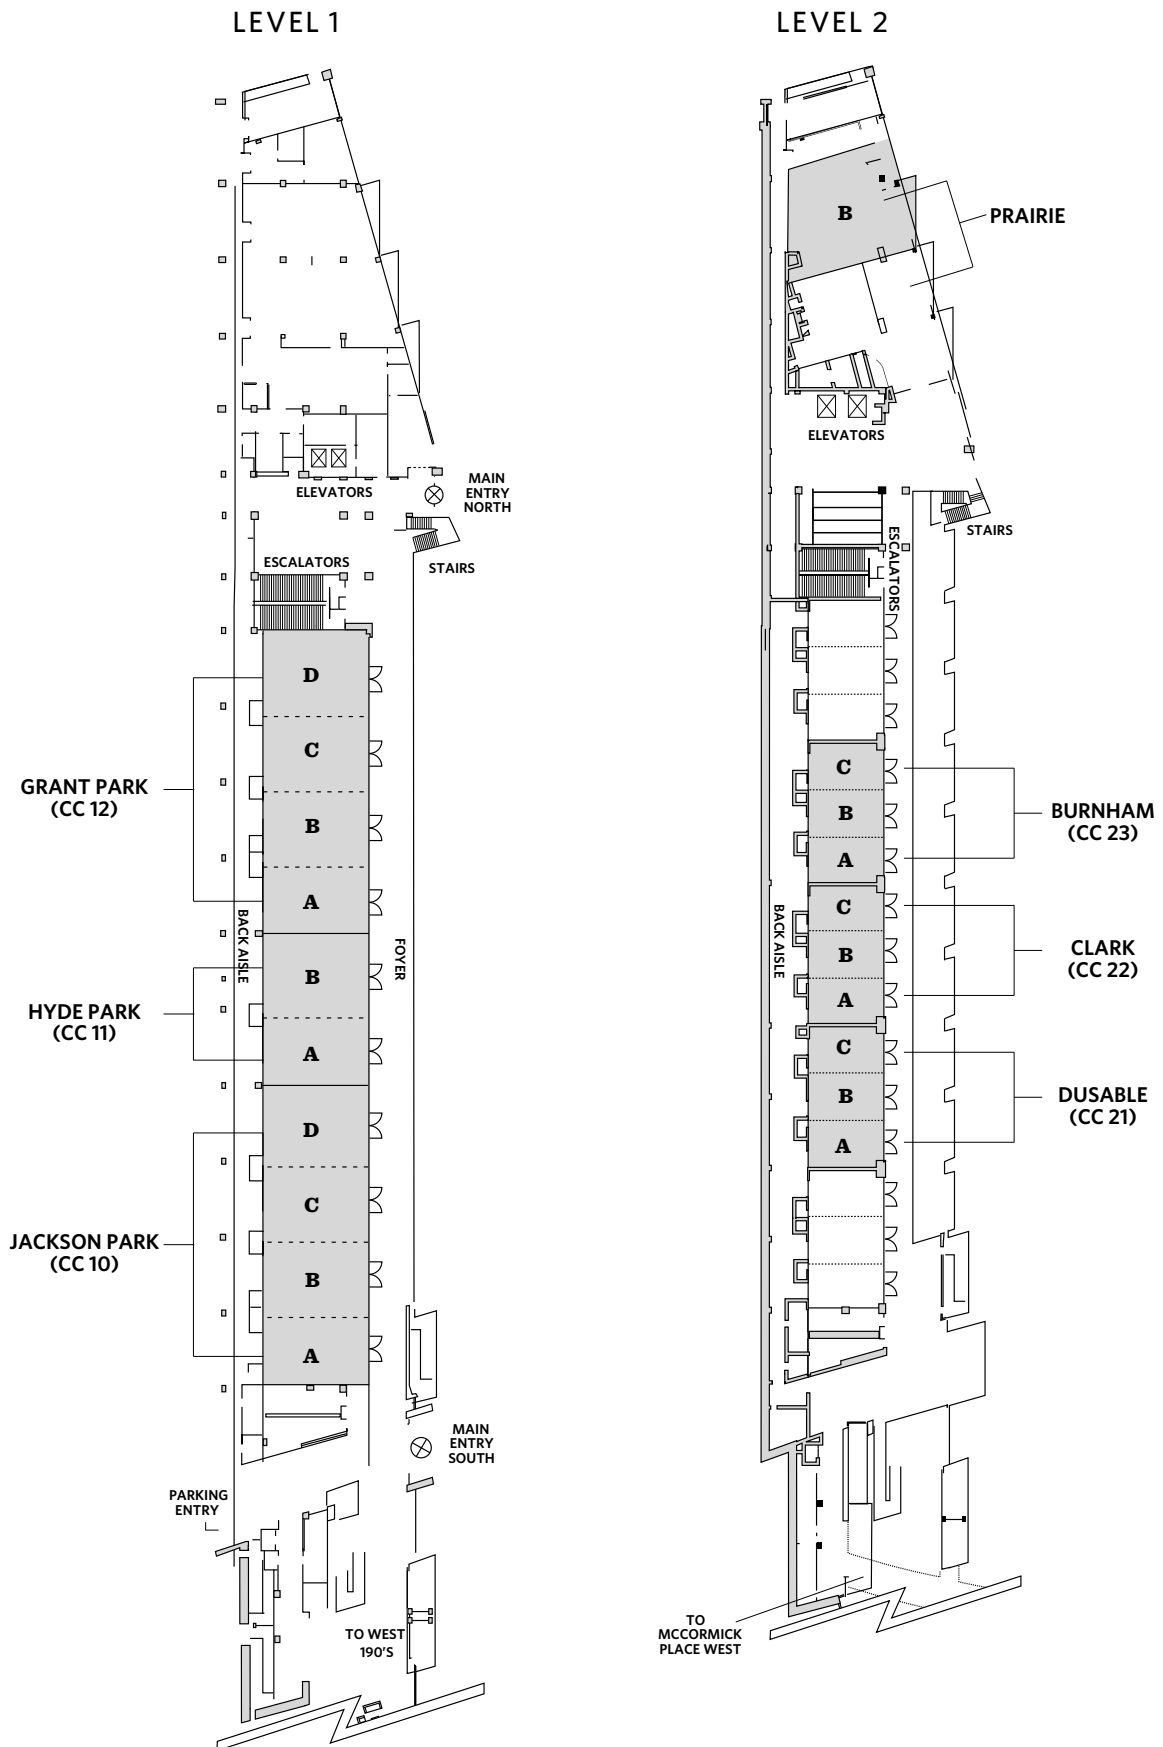 LEVEL 1
ELEVATORS
MAIN
ENTRY
NORTH
ESCALATORS
STAIRS
D
C
B
A
GRANT PARK
(CC 12)
BACK AISLE
FOYER
B
A
HYDE PARK
(CC 11)
D
C
B
A
JACKSON PARK
(CC 10)
MAIN
ENTRY
SOUTH
PARKING
ENTRY
TO WEST
190'S
LEVEL 2
B
PRAIRIE
ELEVATORS
ESCALATORS
STAIRS
C
B
A
BURNHAM
(CC 23)
BACK AISLE
C
B
A
CLARK
(CC 22)
C
B
A
DUSABLE
(CC 21)
TO
MCCORMICK
PLACE WEST